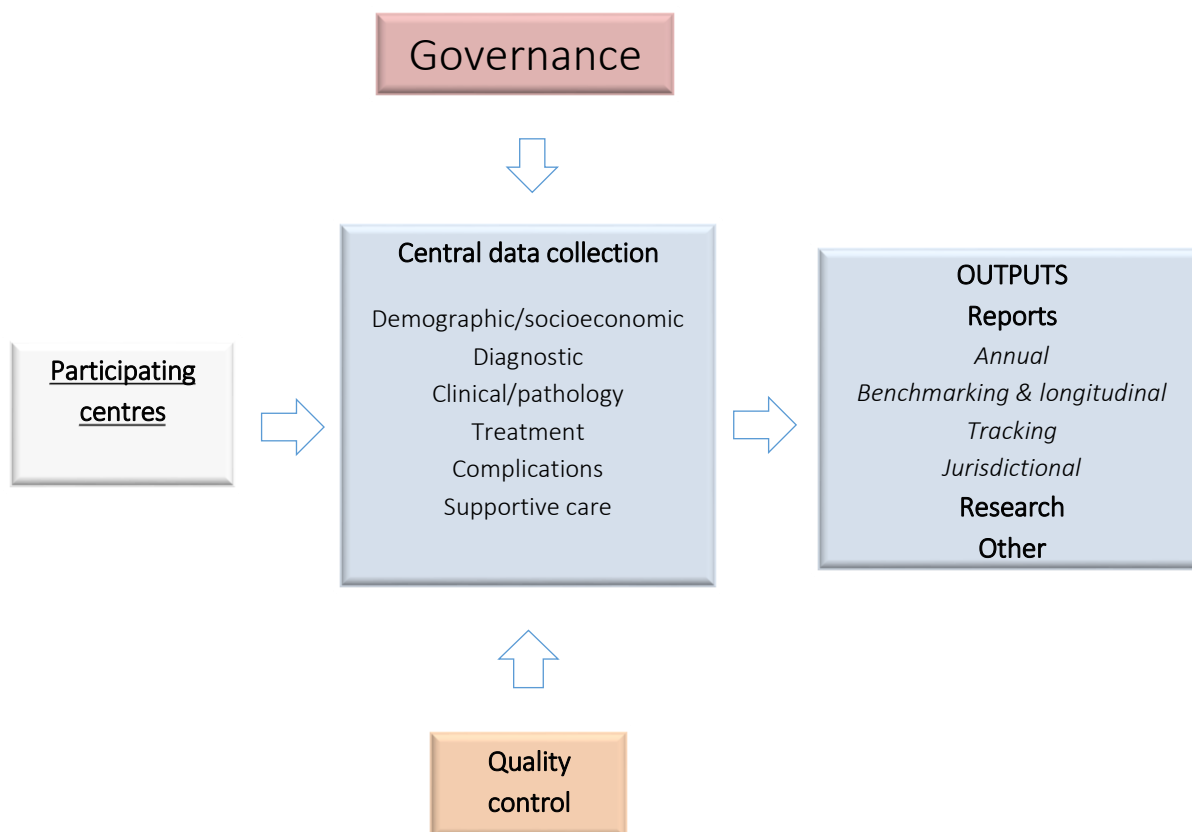 Governance
Central data collection
Demographic/socioeconomic
Diagnostic
Clinical/pathology
Treatment
Complications
Supportive care
OUTPUTS
Reports
Annual
Benchmarking & longitudinal
Tracking
Jurisdictional
Research
Other
Participating
centres
Quality
control